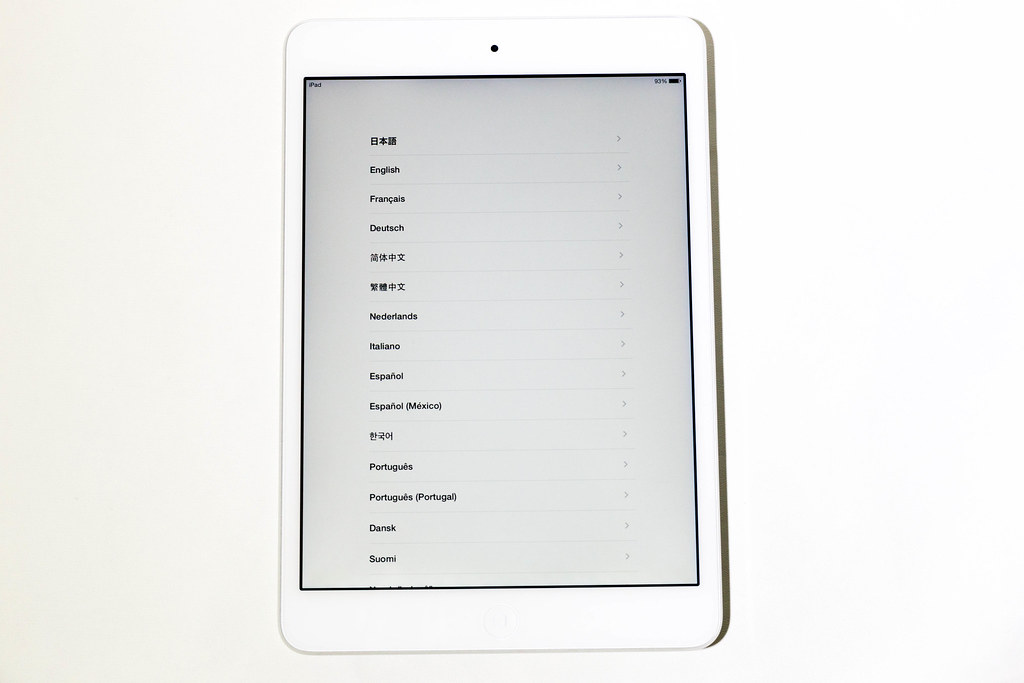 iPad 93%
日本語
English
Français
Deutsch
简体中文
繁體中文
Nederlands
Italiano
Español
Español (México)
한국어
Português
Português (Portugal)
Dansk
Suomi